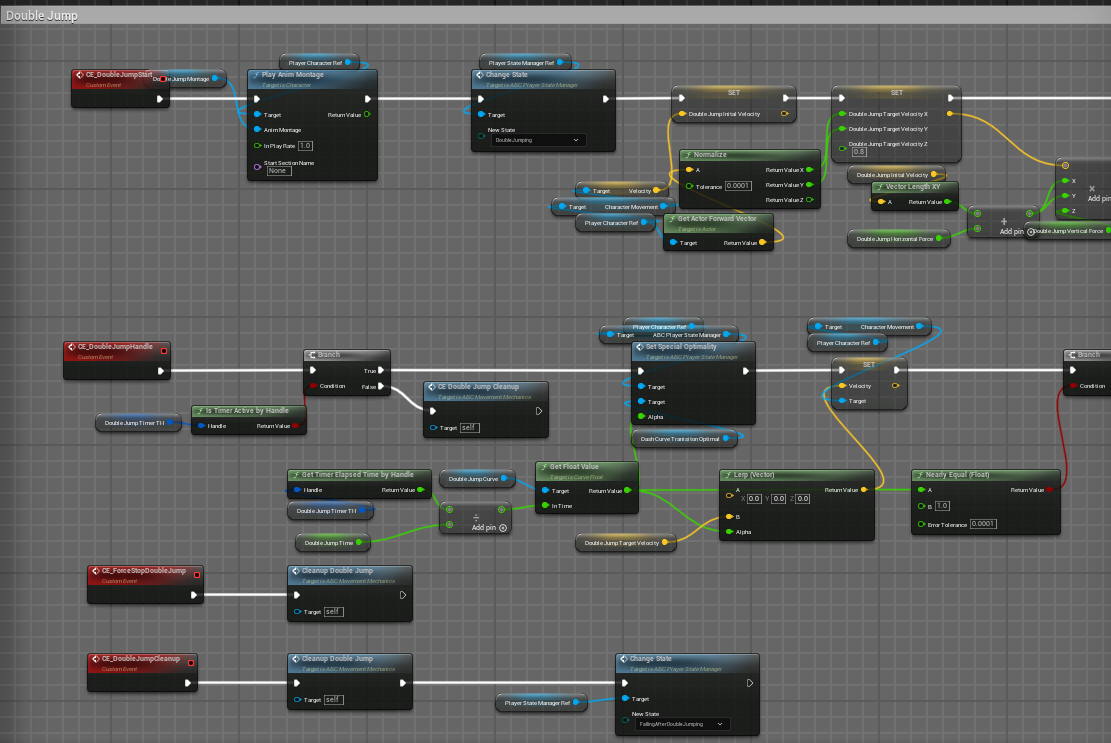 Double Jump
Player Character Ref
Player State Manager Ref
CE_DoubleJumpStart
Custom Event
Double Jump Montage
Play Anim Montage
Target is Character
Target
Return Value
Anim Montage
In Play Rate 1.0
Start Section Name
None
Change State
Target is ABC Player State Manager
Target
New State
DoubleJumping
SET
Double Jump Initial Velocity
SET
Double Jump Target Velocity X
Double Jump Target Velocity Y
Double Jump Target Velocity Z
0.8
Normalize
A
Return Value X
Tolerance 0.0001
Return Value Y
Return Value Z
Target
Velocity
Target
Character Movement
Player Character Ref
Get Actor Forward Vector
Target is Actor
Target
Return Value
Double Jump Initial Velocity
Vector Length XY
A
Return Value
Double Jump Horizontal Force
Add pin
X
Y
Z
Add pin
Double Jump Vertical Force
CE_DoubleJumpHandle
Custom Event
Branch
True
Condition
False
Double Jump Timer TH
Is Timer Active by Handle
Handle
Return Value
CE Double Jump Cleanup
Target is ABC Movement Mechanics
Target self
Player Character Ref
Target
ABC Player State Manager
Set Special Optimality
Target is ABC Player State Manager
Target
Target
Alpha
Dash Curve Transition Optimal
Target
Character Movement
Player Character Ref
SET
Velocity
Target
Branch
Condition
Get Timer Elapsed Time by Handle
Handle
Return Value
Double Jump Timer TH
Double Jump Time
Double Jump Curve
Add pin
Get Float Value
Target is Curve Float
Target
Return Value
In Time
Double Jump Target Velocity
Lerp (Vector)
A
X 0.0 Y 0.0 Z 0.0
Return Value
B
Alpha
Nearly Equal (Float)
A
Return Value
B 1.0
Error Tolerance 0.0001
CE_ForceStopDoubleJump
Custom Event
Cleanup Double Jump
Target is ABC Movement Mechanics
Target self
CE_DoubleJumpCleanup
Custom Event
Cleanup Double Jump
Target is ABC Movement Mechanics
Target self
Player State Manager Ref
Change State
Target is ABC Player State Manager
Target
New State
FallingAfterDoubleJumping